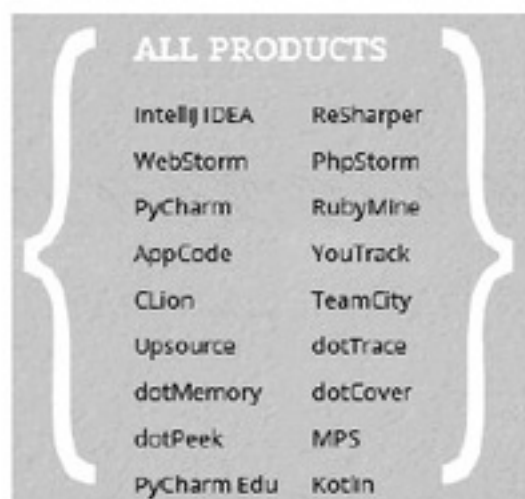 ALL PRODUCTS
IntelliJ IDEA ReSharper
WebStorm PhpStorm
PyCharm RubyMine
AppCode YouTrack
CLion TeamCity
Upsource dotTrace
dotMemory dotCover
dotPeek MPS
PyCharm Edu Kotlin